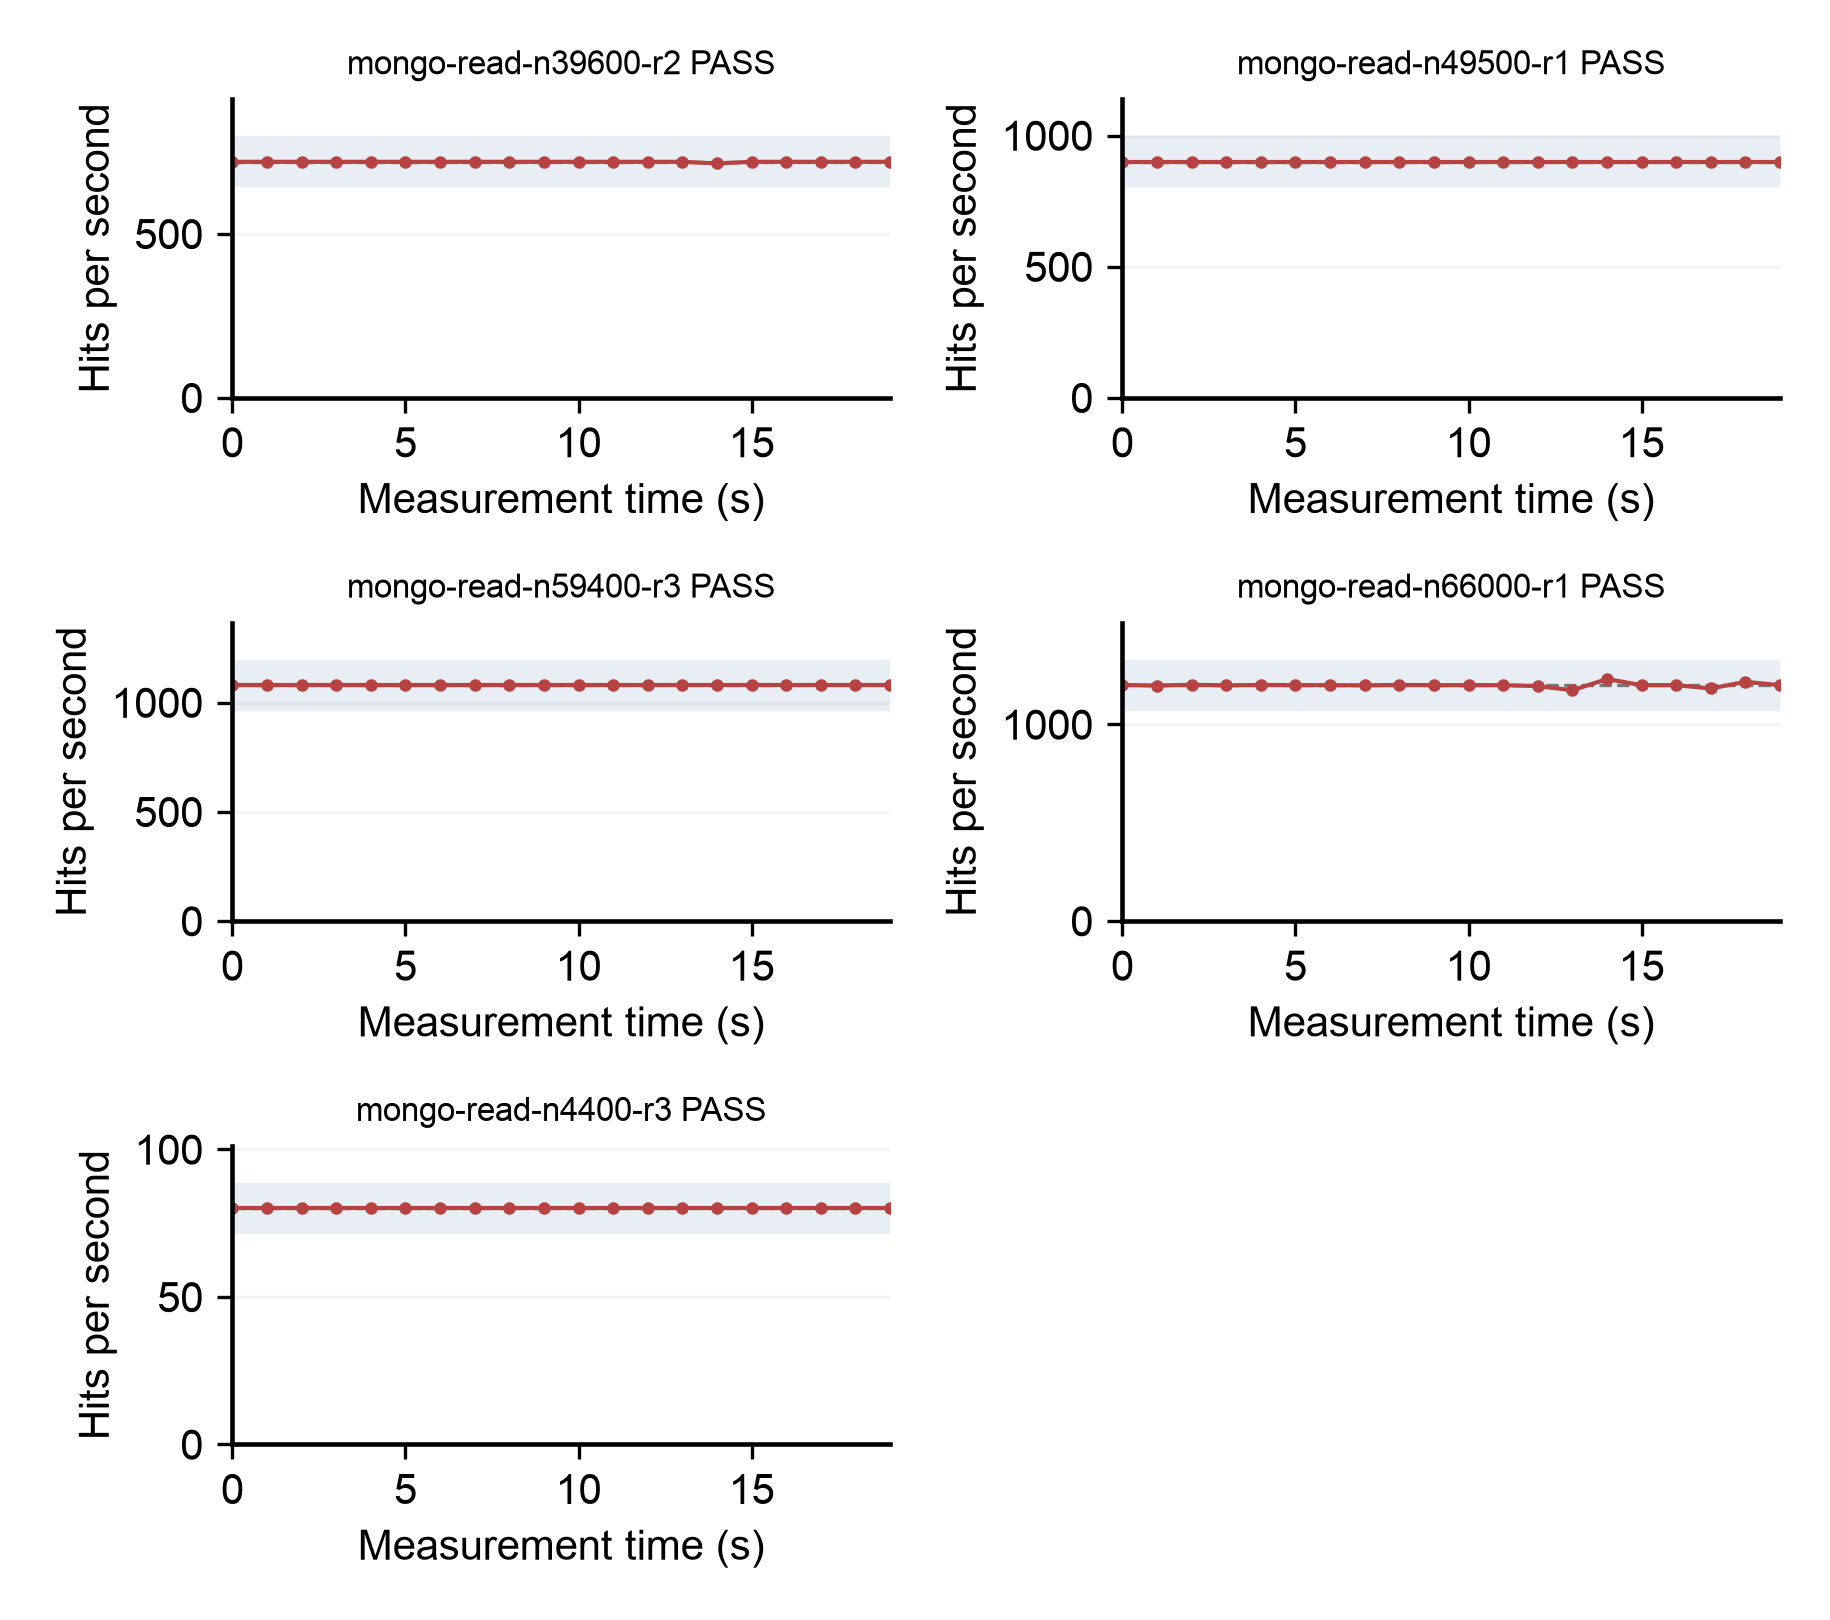 mongo-read-n39600-r2 PASS
Hits per second
500
0
0 5 10 15
Measurement time (s)
mongo-read-n49500-r1 PASS
Hits per second
1000
500
0
0 5 10 15
Measurement time (s)
mongo-read-n59400-r3 PASS
Hits per second
1000
500
0
0 5 10 15
Measurement time (s)
mongo-read-n66000-r1 PASS
Hits per second
1000
0
0 5 10 15
Measurement time (s)
mongo-read-n4400-r3 PASS
Hits per second
100
50
0
0 5 10 15
Measurement time (s)